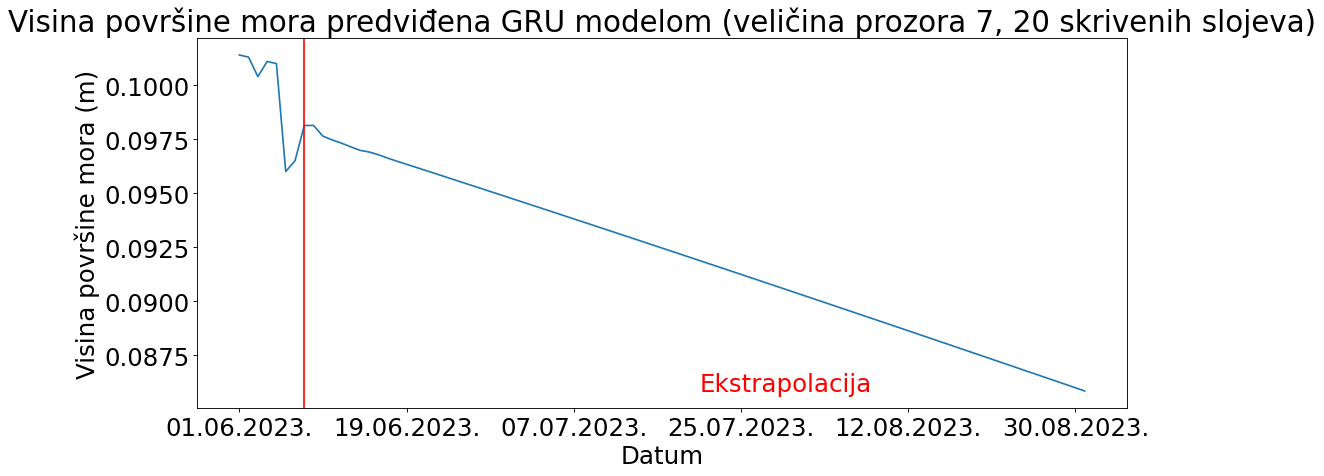 Visina površine mora predviđena GRU modelom (veličina prozora 7, 20 skrivenih slojeva)
Visina površine mora (m)
0.1000
0.0975
0.0950
0.0925
0.0900
0.0875
Ekstrapolacija
01.06.2023. 19.06.2023. 07.07.2023. 25.07.2023. 12.08.2023. 30.08.2023.
Datum